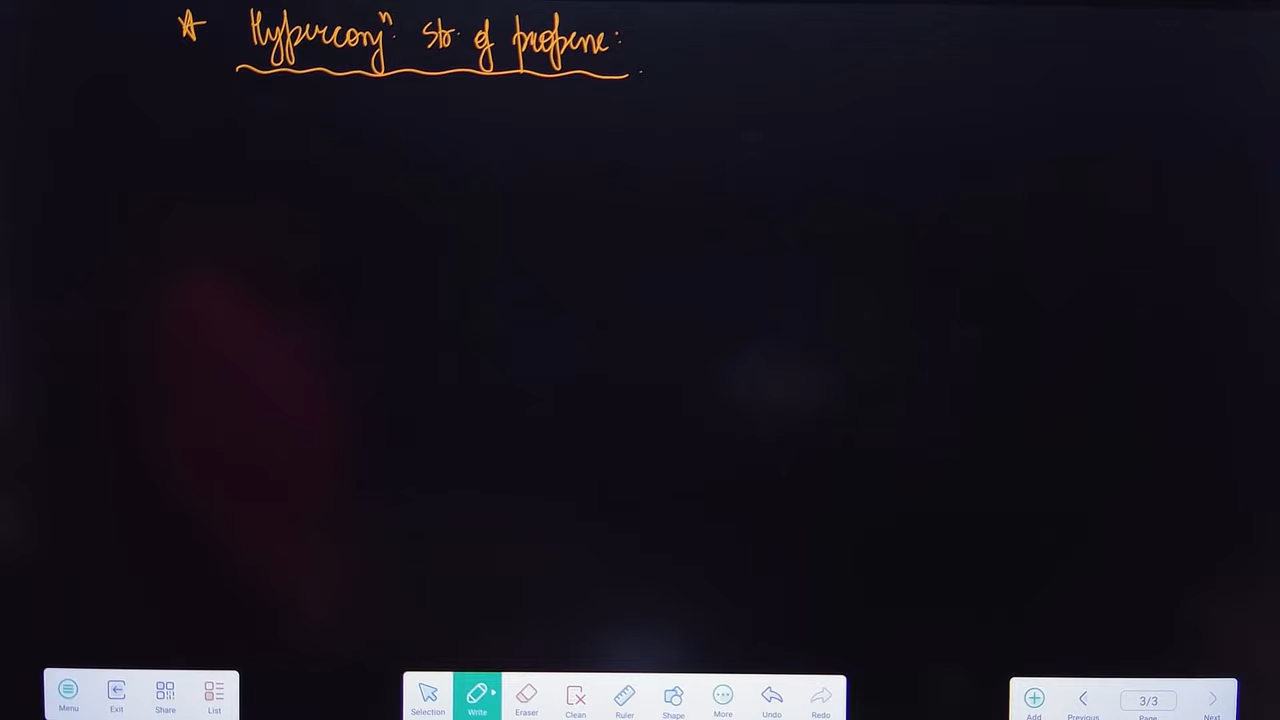 ☆ Hyperconjⁿ. str. of propene:
Menu Exit Share List Selection Write Eraser Clean Ruler Shape More Undo Redo Add Previous 3/3 Page Next